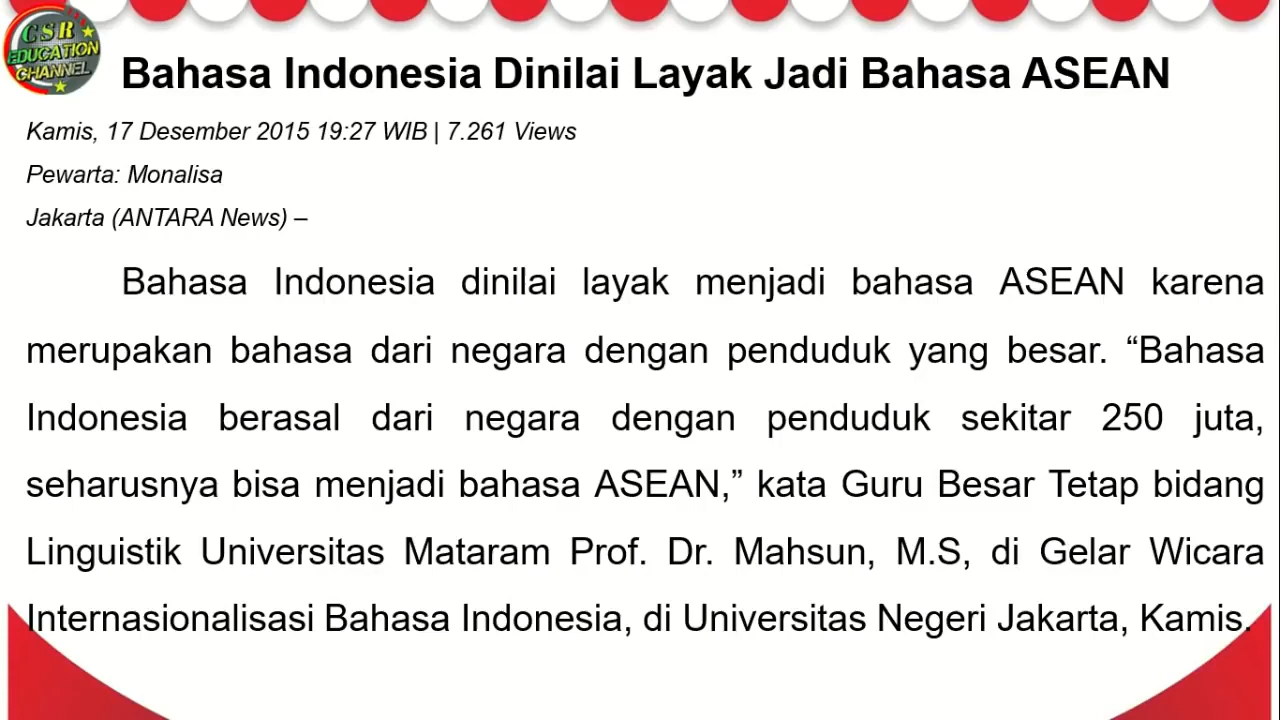 CSR
EDUCATION
CHANNEL
Bahasa Indonesia Dinilai Layak Jadi Bahasa ASEAN
Kamis, 17 Desember 2015 19:27 WIB | 7.261 Views
Pewarta: Monalisa
Jakarta (ANTARA News) –
Bahasa Indonesia dinilai layak menjadi bahasa ASEAN karena
merupakan bahasa dari negara dengan penduduk yang besar. “Bahasa
Indonesia berasal dari negara dengan penduduk sekitar 250 juta,
seharusnya bisa menjadi bahasa ASEAN,” kata Guru Besar Tetap bidang
Linguistik Universitas Mataram Prof. Dr. Mahsun, M.S, di Gelar Wicara
Internasionalisasi Bahasa Indonesia, di Universitas Negeri Jakarta, Kamis.